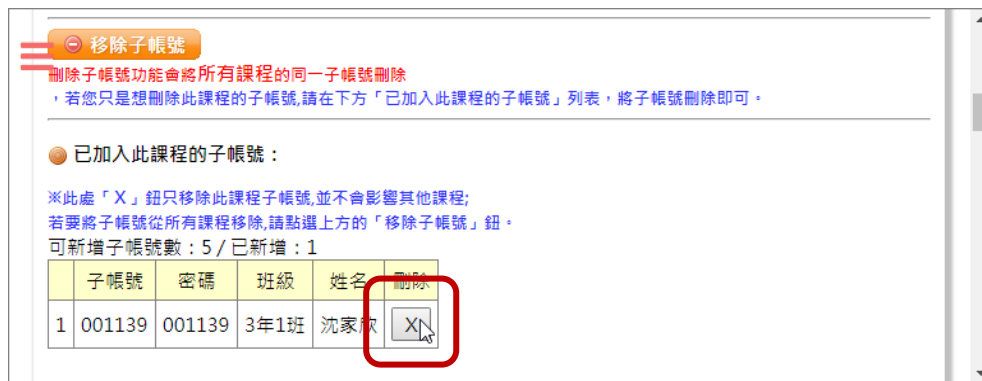 移除子帳號
刪除子帳號功能會將所有課程的同一子帳號刪除
，若您只是想刪除此課程的子帳號,請在下方「已加入此課程的子帳號」列表，將子帳號刪除即可。
已加入此課程的子帳號：
※此處「X」鈕只移除此課程子帳號,並不會影響其他課程;
若要將子帳號從所有課程移除,請點選上方的「移除子帳號」鈕。
可新增子帳號數：5 / 已新增：1
子帳號 密碼 班級 姓名 刪除
1 001139 001139 3年1班 沈家欣 X